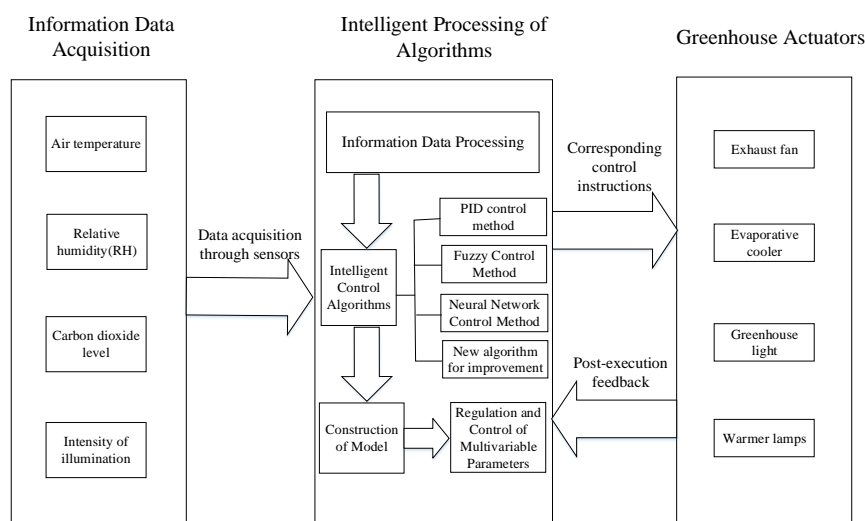 Information Data
Acquisition
Air temperature
Relative
humidity(RH)
Carbon dioxide
level
Intensity of
illumination
Data acquisition
through sensors
Intelligent Processing of
Algorithms
Information Data Processing
Intelligent
Control
Algorithms
PID control
method
Fuzzy Control
Method
Neural Network
Control Method
New algorithm
for improvement
Construction
of Model
Regulation and
Control of
Multivariable
Parameters
Corresponding
control
instructions
Post-execution
feedback
Greenhouse Actuators
Exhaust fan
Evaporative
cooler
Greenhouse
light
Warmer lamps